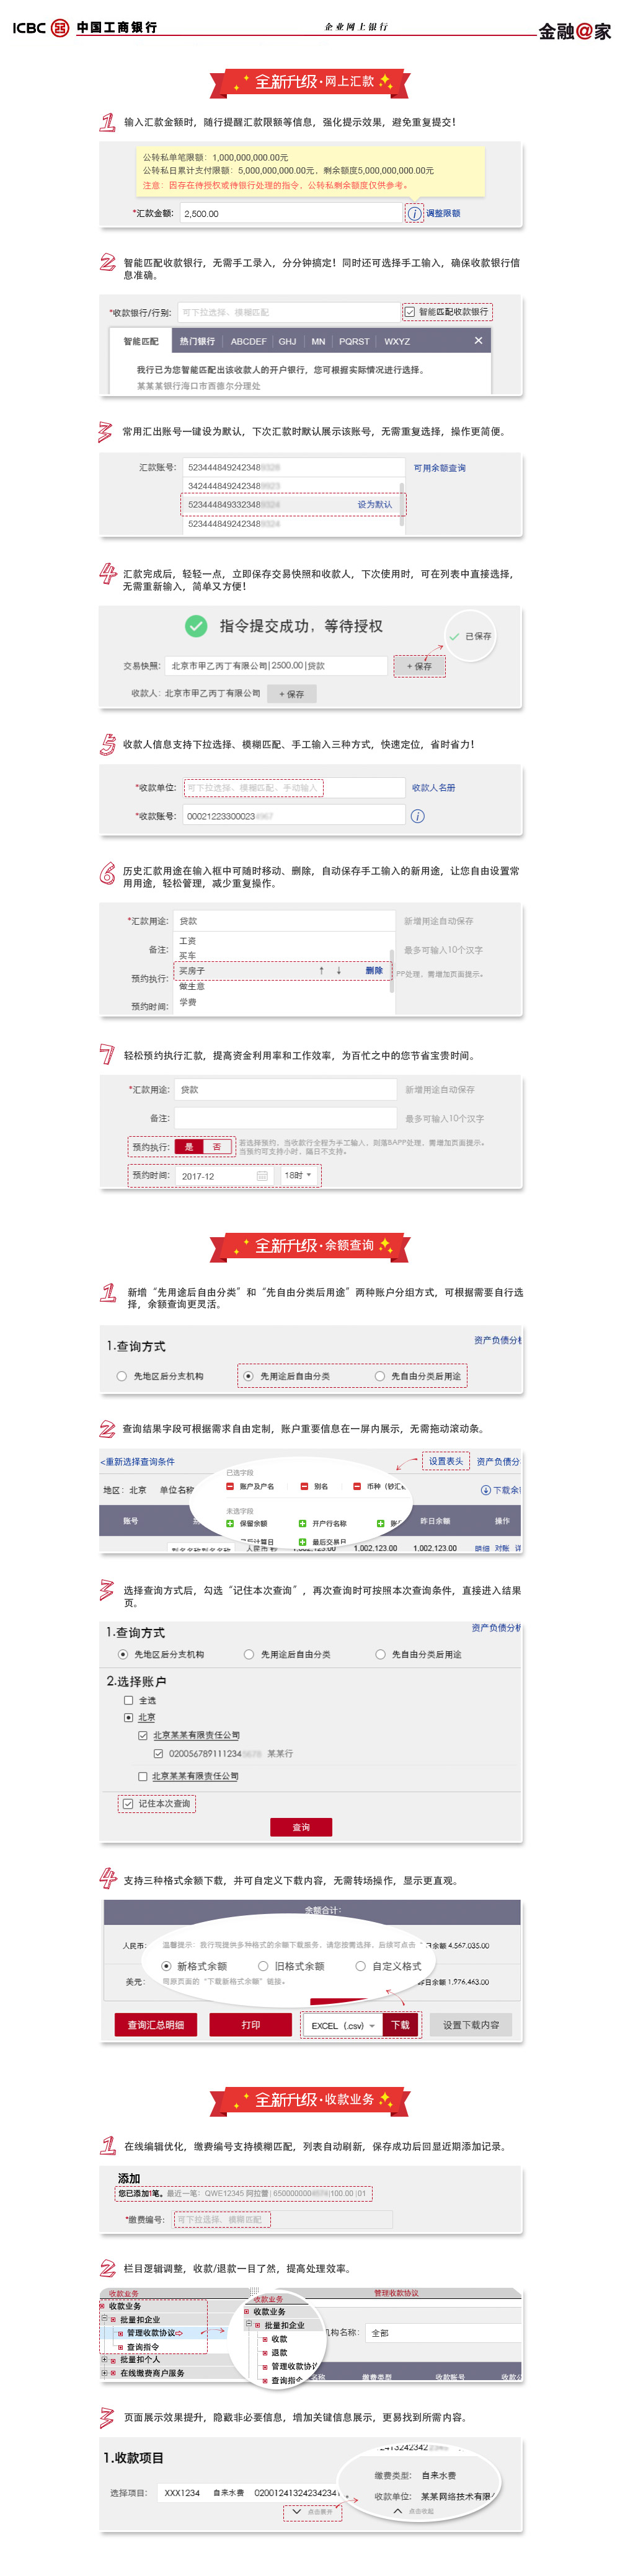 ICBC 中国工商银行
企业网上银行
金融@家
全新升级·网上汇款
1 输入汇款金额时，随行提醒汇款限额等信息，强化提示效果，避免重复提交！
公转私单笔限额：1,000,000,000.00元
公转私日累计支付限额：5,000,000,000.00元，剩余额度5,000,000,000.00元
注意：因存在待授权或待银行处理的指令，公转私剩余额度仅供参考。
*汇款金额： 2,500.00 调整限额
2 智能匹配收款银行，无需手工录入，分分钟搞定！同时还可选择手工输入，确保收款银行信
息准确。
*收款银行/行别： 可下拉选择、模糊匹配 智能匹配收款银行
智能匹配 热门银行 ABCDEF GHJ MN PQRST WXYZ ×
我行已为您智能匹配出该收款人的开户银行，您可根据实际情况进行选择。
某某某银行海口市西德尔分理处
3 常用汇出账号一键设为默认，下次汇款时默认展示该账号，无需重复选择，操作更简便。
汇款账号： 523444849242348 可用余额查询
342444849242348
523444849332348 设为默认
523444849242348
4 汇款完成后，轻轻一点，立即保存交易快照和收款人，下次使用时，可在列表中直接选择，
无需重新输入，简单又方便！
指令提交成功，等待授权
已保存
交易快照： 北京市甲乙丙丁有限公司|2500.00|贷款 +保存
收款人：北京市甲乙丙丁有限公司 +保存
5 收款人信息支持下拉选择、模糊匹配、手工输入三种方式，快速定位，省时省力！
*收款单位： 可下拉选择、模糊匹配、手动输入 收款人名册
*收款账号： 00021223300023
6 历史汇款用途在输入框中可随时移动、删除，自动保存手工输入的新用途，让您自由设置常
用用途，轻松管理，减少重复操作。
*汇款用途： 贷款 新增用途自动保存
工资
备注： 最多可输入10个汉字
买车
买房子 ↑ ↓ 删除
预约执行： PP处理，需增加页面提示。
做生意
预约时间： 学费
7 轻松预约执行汇款，提高资金利用率和工作效率，为百忙之中的您节省宝贵时间。
*汇款用途： 贷款 新增用途自动保存
备注： 最多可输入10个汉字
预约执行： 是 否 若选择预约，当收款行全程为手工输入，则落BAPP处理，需增加页面提示。
当预约可支持小时，隔日不支持。
预约时间： 2017-12 18时
全新升级·余额查询
1 新增“先用途后自由分类”和“先自由分类后用途”两种账户分组方式，可根据需要自行选
择，余额查询更灵活。
资产负债分析
1.查询方式
先地区后分支机构 先用途后自由分类 先自由分类后用途
2 查询结果字段可根据需求自由定制，账户重要信息在一屏内展示，无需拖动滚动条。
<重新选择查询条件 设置表头 资产负债分
已选字段
账户及户名 别名 币种（钞汇
地区：北京 单位名称 下载余
未选字段
保留余额 开户行名称
账号 昨日余额 操作
最后交易日
1,002,123.00 1,002,123.00 明细 对账
3 选择查询方式后，勾选“记住本次查询”，再次查询时可按照本次查询条件，直接进入结果
页。
资产负债分析
1.查询方式
先地区后分支机构 先用途后自由分类 先自由分类后用途
2.选择账户
全选
北京
北京某某有限责任公司
020056789111234 某某行
北京某某有限责任公司
记住本次查询
查询
4 支持三种格式余额下载，并可自定义下载内容，无需转场操作，显示更直观。
余额合计：
人民币： 温馨提示：我行现提供多种格式的余额下载服务，请您按需选择，后续可点击 日余额 4,567,035.00
新格式余额 旧格式余额 自定义格式
美元： 原页面的“下载新格式余额”链接。 昨日余额 1,976,463.00
查询汇总明细 打印 EXCEL（.csv） 下载 设置下载内容
全新升级·收款业务
1 在线编辑优化，缴费编号支持模糊匹配，列表自动刷新，保存成功后回显近期添加记录。
添加
您已添加1笔。最近一笔：QWE12345 阿拉蕾|650000000 |100.00 |01
*缴费编号： 可下拉选择、模糊匹配
2 栏目逻辑调整，收款/退款一目了然，提高处理效率。
收款业务 收款业务 管理收款协议
收款业务 收款业务
批量扣企业 批量扣企业
管理收款协议 收款 机构名称： 全部
查询指令 退款
批量扣个人 管理收款协议
在线缴费商户服务 查询指令 名称 缴费类型 收款账号 收款公
3 页面展示效果提升，隐藏非必要信息，增加关键信息展示，更易找到所需内容。
1.收款项目
2413242342
缴费类型： 自来水费
选择项目： XXX1234 自来水费 02001241324234234 收款单位： 某某网络技术有限
点击展开 点击收起